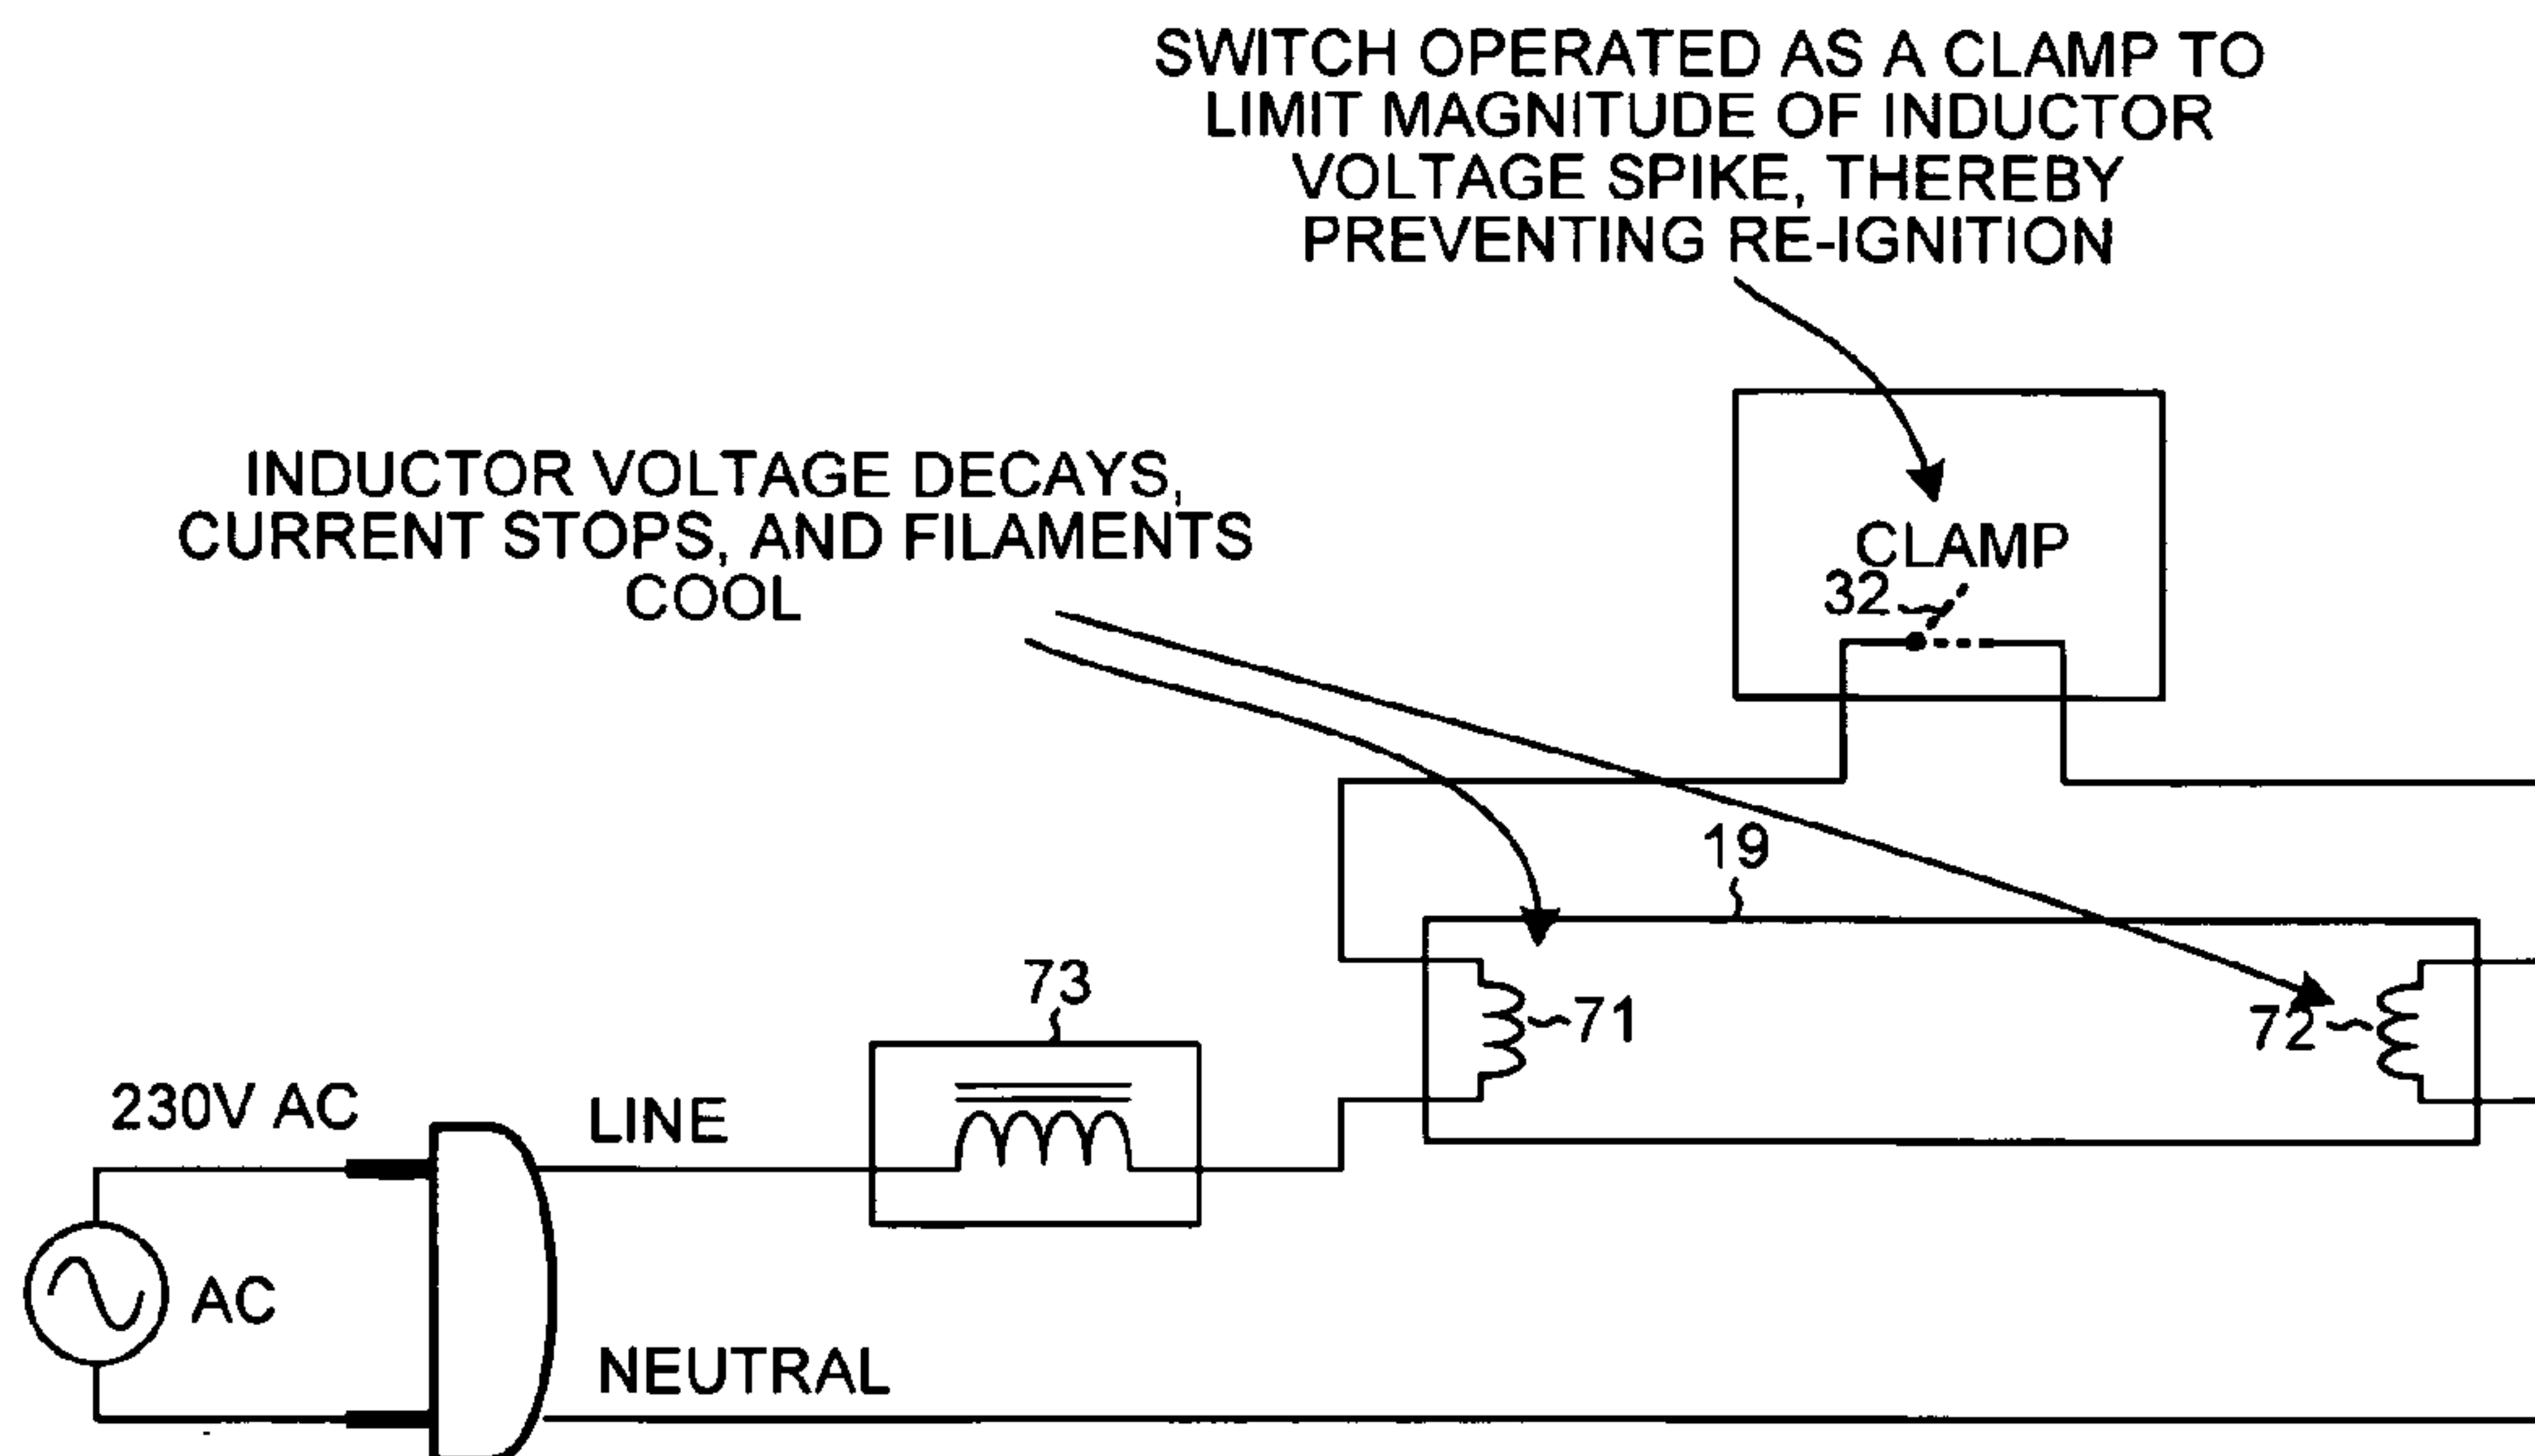 SWITCH OPERATED AS A CLAMP TO
LIMIT MAGNITUDE OF INDUCTOR
VOLTAGE SPIKE, THEREBY
PREVENTING RE-IGNITION
INDUCTOR VOLTAGE DECAYS,
CURRENT STOPS, AND FILAMENTS
COOL
CLAMP
32
19
73
71
72
230V AC
LINE
AC
NEUTRAL